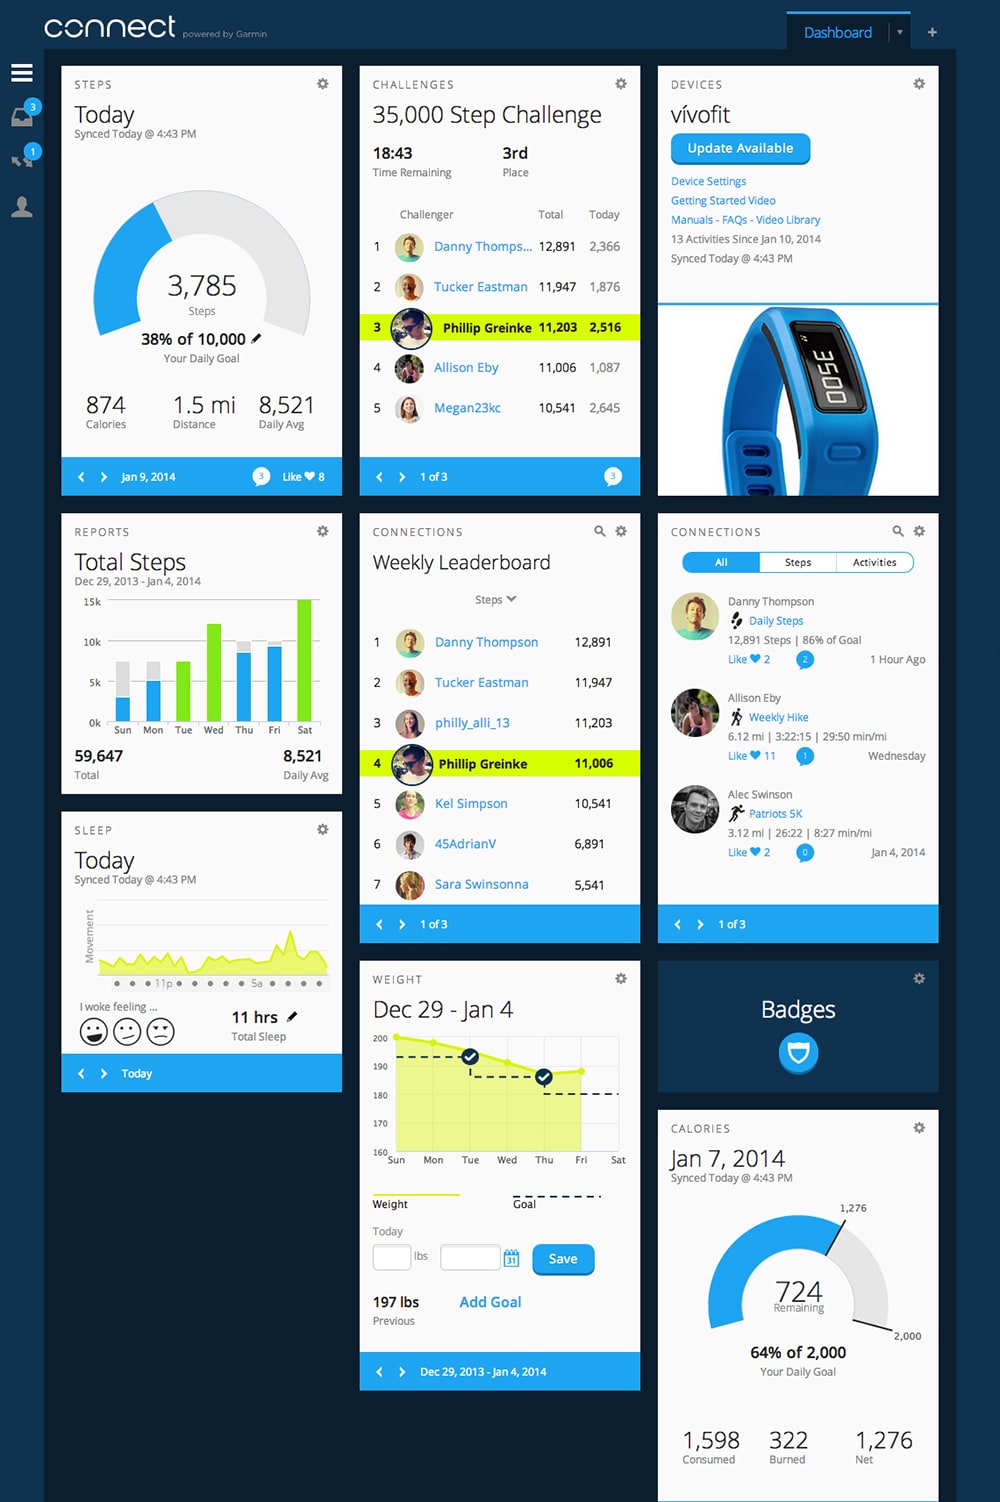 connect powered by Garmin
Dashboard ▾ +
3
1
STEPS
Today
Synced Today @ 4:43 PM
3,785
Steps
38% of 10,000
Your Daily Goal
874 1.5 mi 8,521
Calories Distance Daily Avg
Jan 9, 2014 3 Like 8
CHALLENGES
35,000 Step Challenge
18:43 3rd
Time Remaining Place
Challenger Total Today
1 Danny Thomps... 12,891 2,366
2 Tucker Eastman 11,947 1,876
3 Phillip Greinke 11,203 2,516
4 Allison Eby 11,006 1,087
5 Megan23kc 10,541 2,645
1 of 3 3
DEVICES
vívofit
Update Available
Device Settings
Getting Started Video
Manuals - FAQs - Video Library
13 Activities Since Jan 10, 2014
Synced Today @ 4:43 PM
REPORTS
Total Steps
Dec 29, 2013 - Jan 4, 2014
15k
10k
5k
0k
Sun Mon Tue Wed Thu Fri Sat
59,647 8,521
Total Daily Avg
CONNECTIONS
Weekly Leaderboard
Steps
1 Danny Thompson 12,891
2 Tucker Eastman 11,947
3 philly_alli_13 11,203
4 Phillip Greinke 11,006
5 Kel Simpson 10,541
6 45AdrianV 6,891
7 Sara Swinsonna 5,541
1 of 3
CONNECTIONS
All Steps Activities
Danny Thompson
Daily Steps
12,891 Steps | 86% of Goal
Like 2 2 1 Hour Ago
Allison Eby
Weekly Hike
6.12 mi | 3:22:15 | 29:50 min/mi
Like 11 1 Wednesday
Alec Swinson
Patriots 5K
3.12 mi | 26:22 | 8:27 min/mi
Like 2 0 Jan 4, 2014
1 of 3
SLEEP
Today
Synced Today @ 4:43 PM
Movement
11p 5a
I woke feeling ...
11 hrs
Total Sleep
Today
WEIGHT
Dec 29 - Jan 4
200
190
180
170
160
Sun Mon Tue Wed Thu Fri Sat
Weight Goal
Today
lbs 31 Save
197 lbs Add Goal
Previous
Dec 29, 2013 - Jan 4, 2014
Badges
CALORIES
Jan 7, 2014
Synced Today @ 4:43 PM
1,276
724
Remaining
2,000
64% of 2,000
Your Daily Goal
1,598 322 1,276
Consumed Burned Net